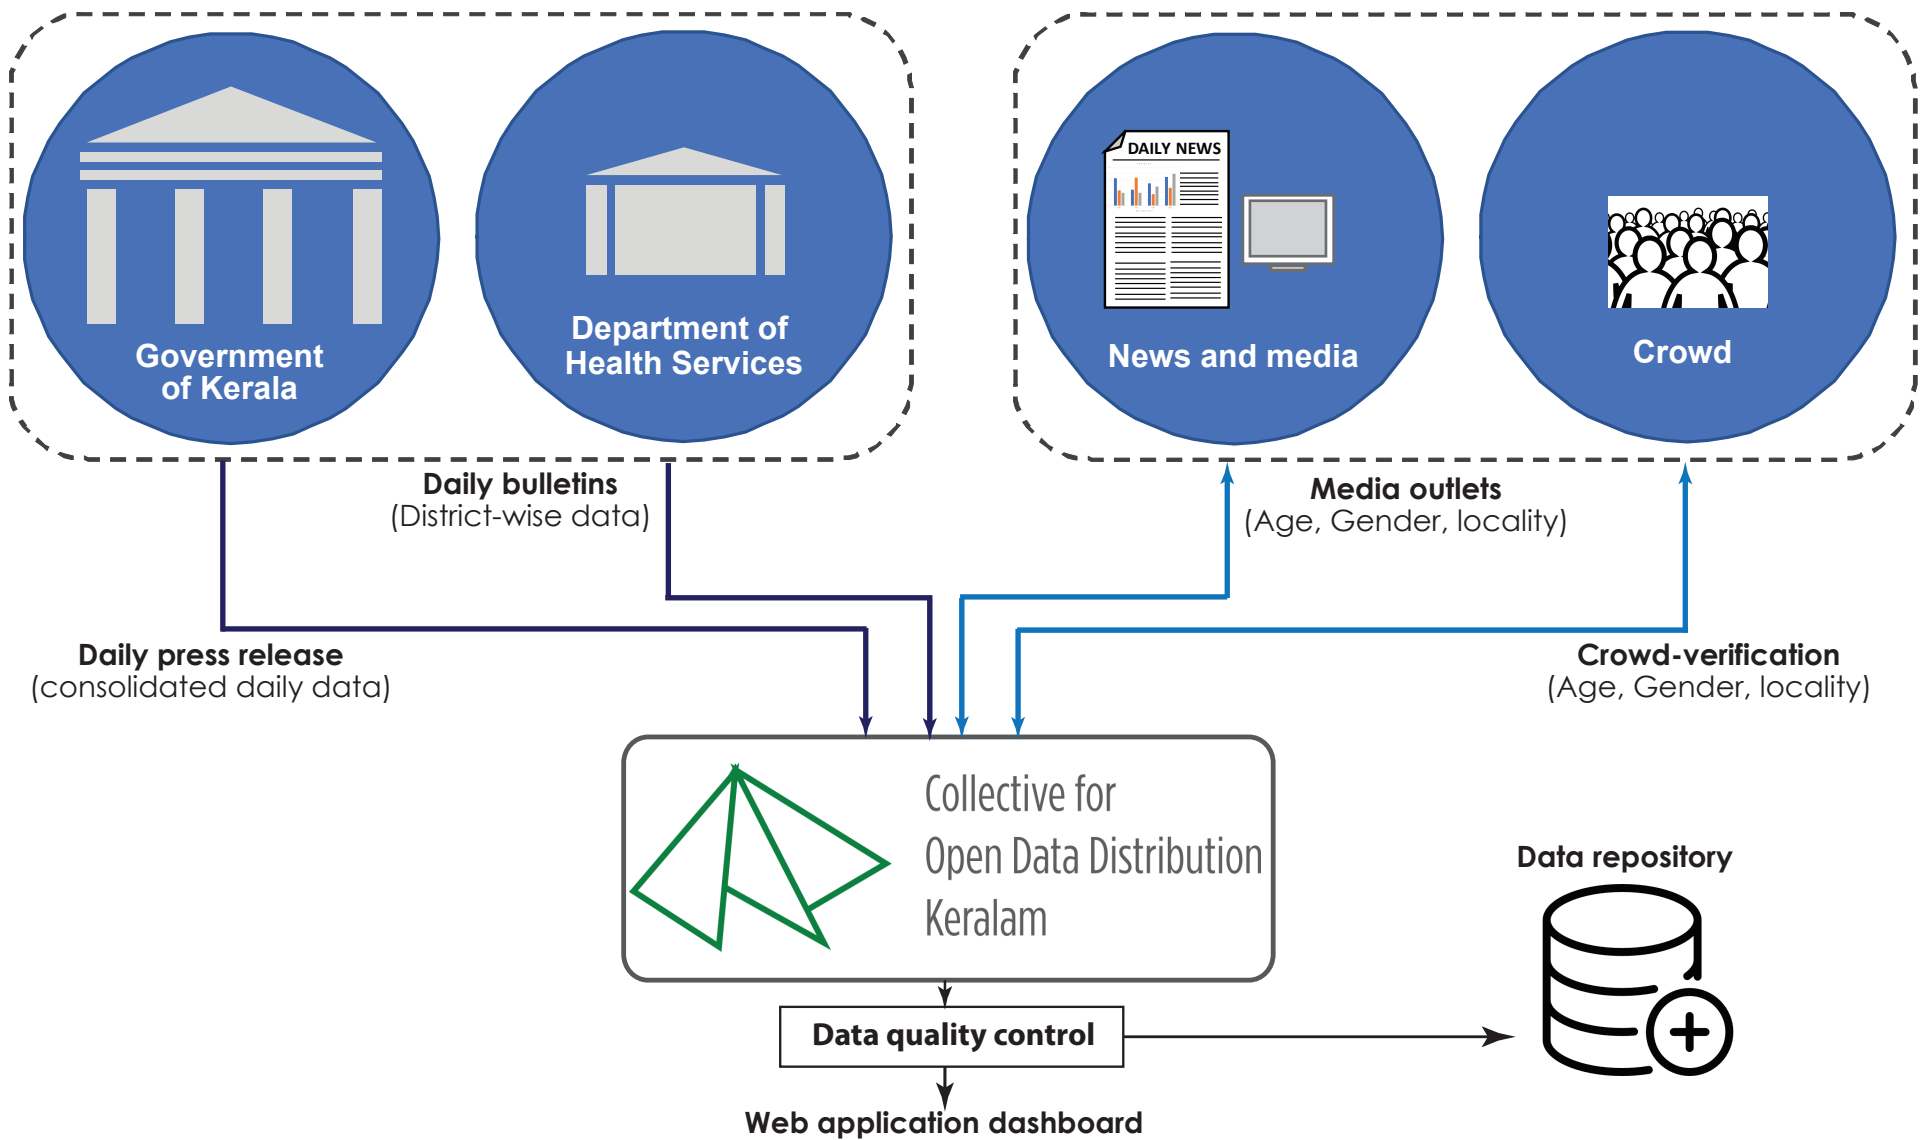 DAILY NEWS
Government
of Kerala
Department of
Health Services
News and media
Crowd
Daily bulletins
(District-wise data)
Media outlets
(Age, Gender, locality)
Daily press release
(consolidated daily data)
Crowd-verification
(Age, Gender, locality)
Collective for
Open Data Distribution
Keralam
Data repository
Data quality control
Web application dashboard